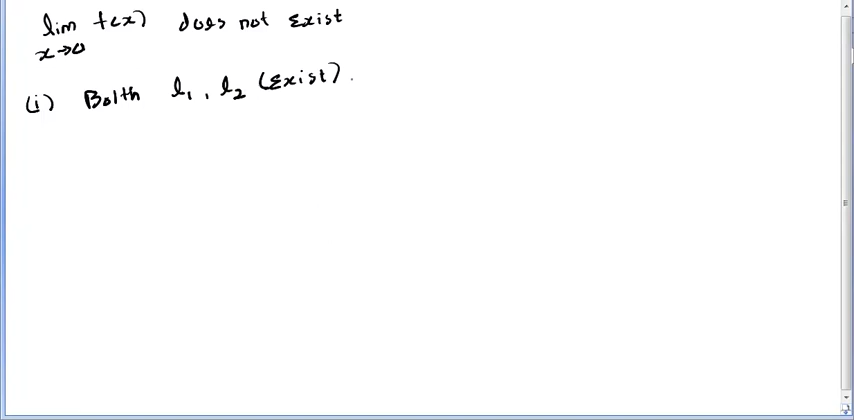 lim f(x) does not Exist
x→0
(i) Bolth l₁, l₂ (Exist).